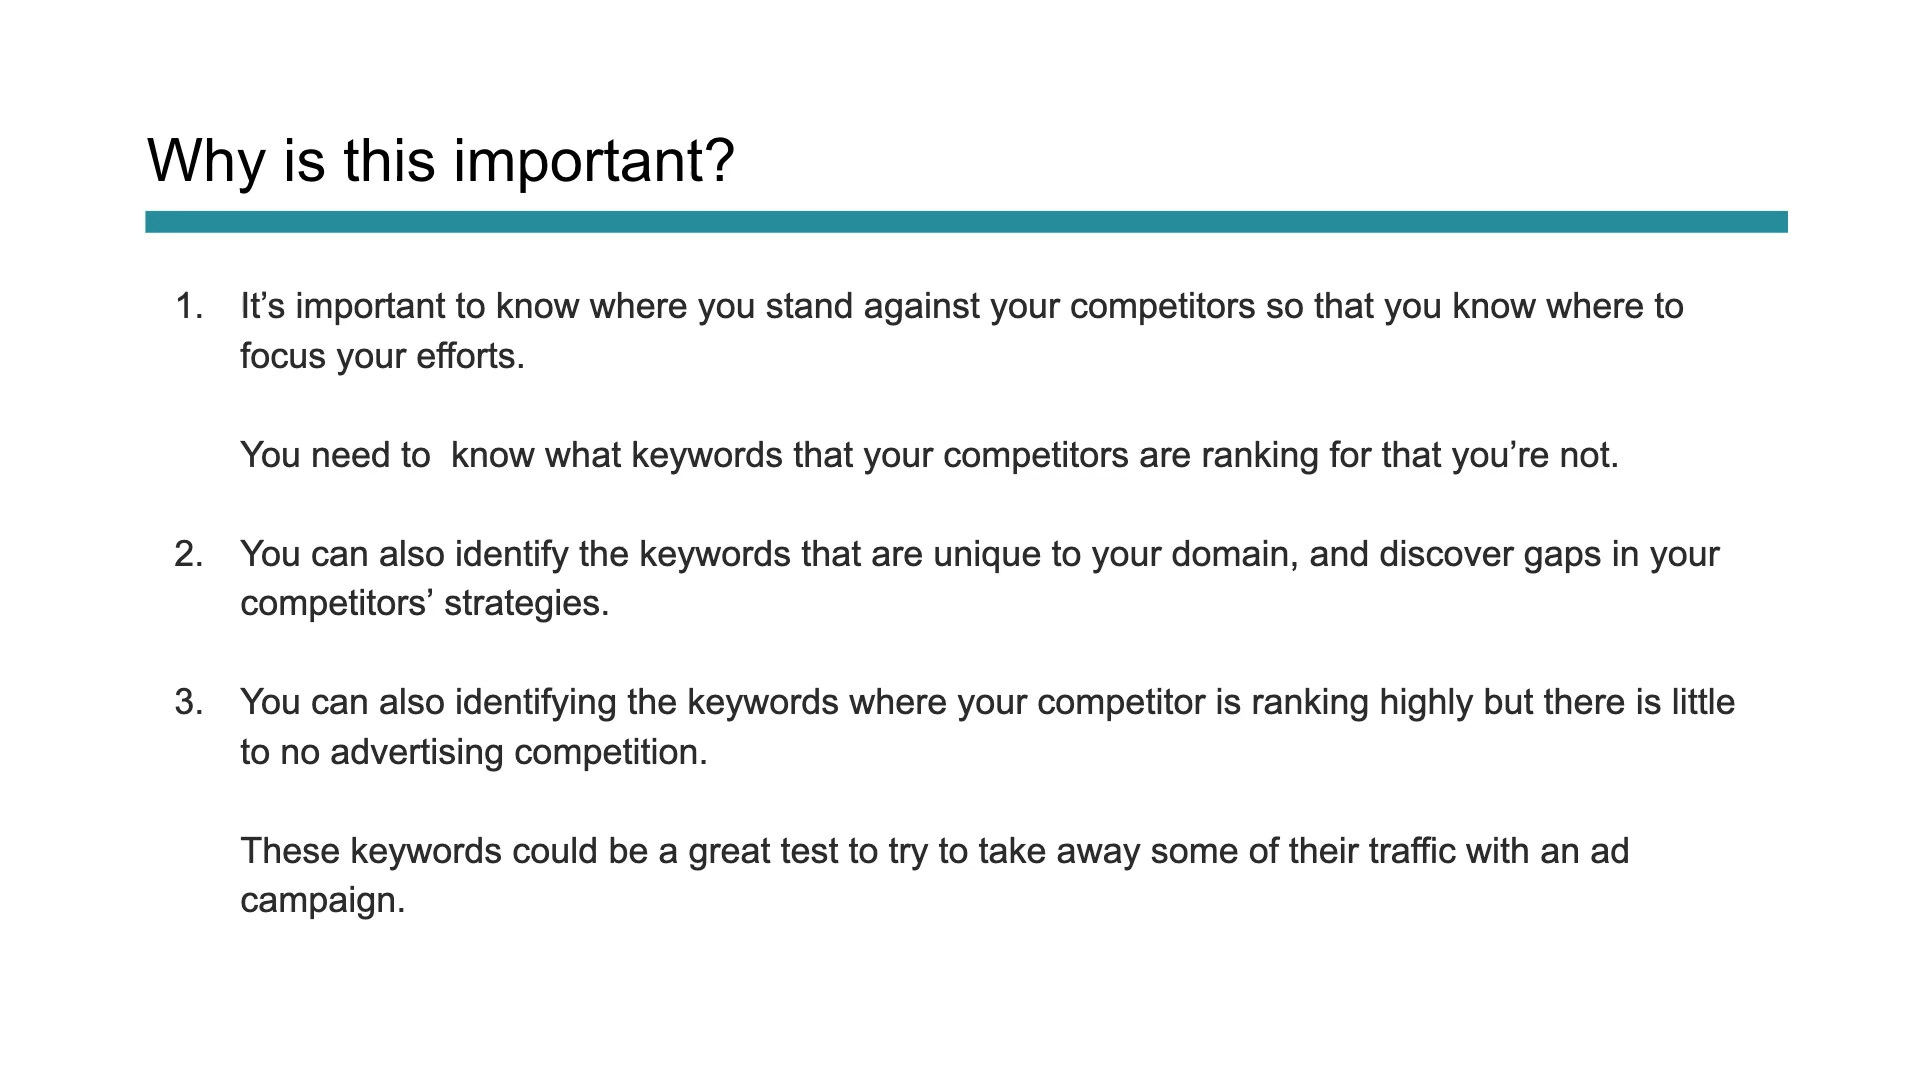 Why is this important?
1. It’s important to know where you stand against your competitors so that you know where to
focus your efforts.
You need to  know what keywords that your competitors are ranking for that you’re not.
2. You can also identify the keywords that are unique to your domain, and discover gaps in your
competitors’ strategies.
3. You can also identifying the keywords where your competitor is ranking highly but there is little
to no advertising competition.
These keywords could be a great test to try to take away some of their traffic with an ad
campaign.